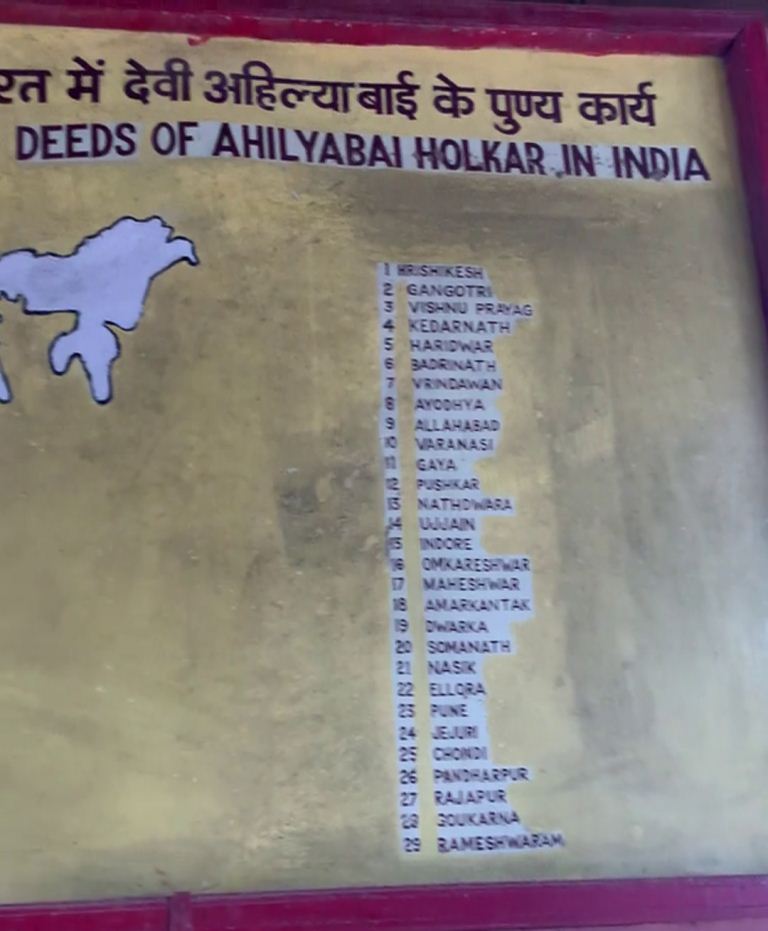 रत में देवी अहिल्याबाई के पुण्य कार्य
DEEDS OF AHILYABAI HOLKAR IN INDIA
1 HRISHIKESH
2 GANGOTRI
3 VISHNU PRAYAG
4 KEDARNATH
5 HARIDWAR
6 BADRINATH
7 VRINDAWAN
8 AYODHYA
9 ALLAHABAD
10 VARANASI
11 GAYA
12 PUSHKAR
13 NATHDWARA
14 UJJAIN
15 INDORE
16 OMKARESHWAR
17 MAHESHWAR
18 AMARKANTAK
19 DWARKA
20 SOMANATH
21 NASIK
22 ELLORA
23 PUNE
24 JEJURI
25 CHONDI
26 PANDHARPUR
27 RAJAPUR
28 GOUKARNA
29 RAMESHWARAM